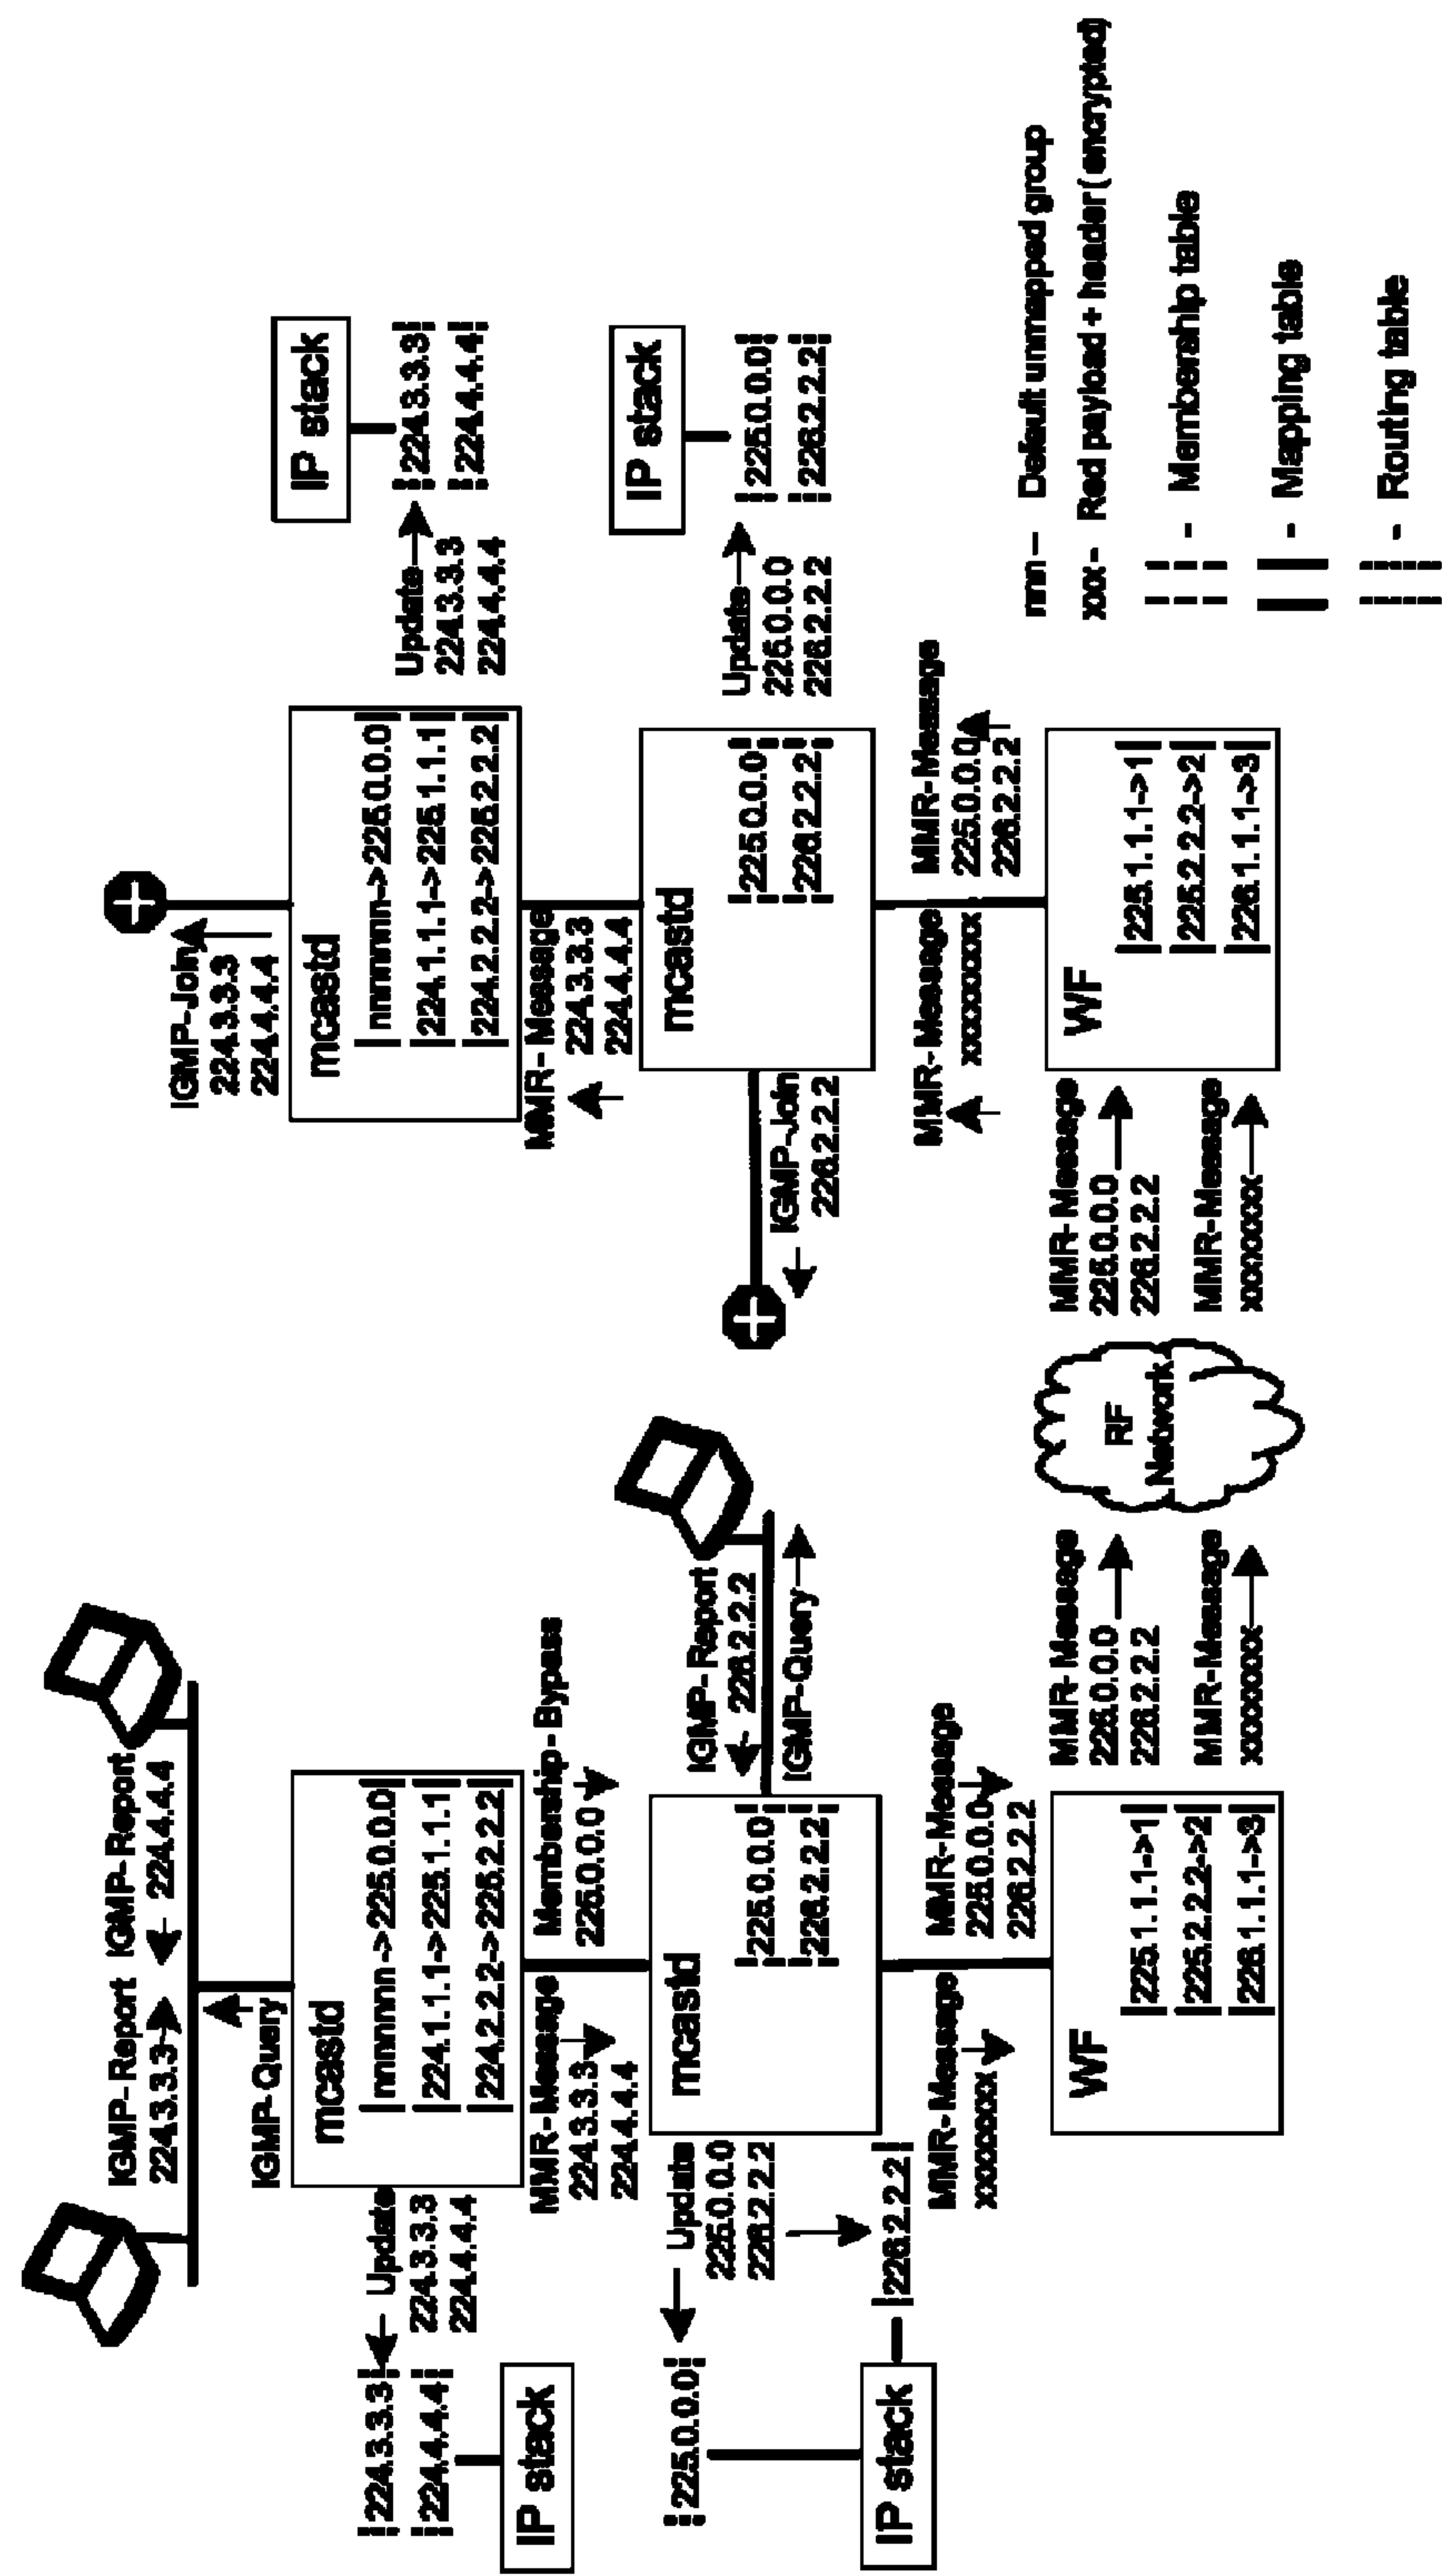 IGMP-Report
224.3.3.3
IGMP-Report
224.4.4.4
IGMP-Query
mcastd
|nnnnnn->225.0.0.0|
|224.1.1.1->225.1.1.1|
|224.2.2.2->225.2.2.2|
Update
224.3.3.3
224.4.4.4
224.3.3.3
224.4.4.4
IP stack
MMR-Message
224.3.3.3
224.4.4.4
Membership-Bypass
225.0.0.0
mcastd
225.0.0.0
226.2.2.2
Update
225.0.0.0
226.2.2.2
225.0.0.0
226.2.2.2
IP stack
IGMP-Report
226.2.2.2
IGMP-Query
MMR-Message
xxxxxxxx
MMR-Message
225.0.0.0
226.2.2.2
WF
|225.1.1.1->1|
|225.2.2.2->2|
|226.1.1.1->3|
MMR-Message
225.0.0.0
226.2.2.2
MMR-Message
xxxxxxx
RF
Network
MMR-Message
225.0.0.0
226.2.2.2
MMR-Message
xxxxxxx
IGMP-Join
224.3.3.3
224.4.4.4
mcastd
|nnnnnnn->225.0.0.0|
|224.1.1.1->225.1.1.1|
|224.2.2.2->225.2.2.2|
Update
224.3.3.3
224.4.4.4
IP stack
224.3.3.3
224.4.4.4
MMR-Message
224.3.3.3
224.4.4.4
mcastd
225.0.0.0
226.2.2.2
IGMP-Join
226.2.2.2
Update
225.0.0.0
226.2.2.2
IP stack
225.0.0.0
226.2.2.2
MMR-Message
xxxxxxxx
MMR-Message
225.0.0.0
226.2.2.2
WF
|225.1.1.1->1|
|225.2.2.2->2|
|226.1.1.1->3|
nnn - Default unmapped group
xxx - Red payload + header (encrypted)
- Membership table
- Mapping table
- Routing table